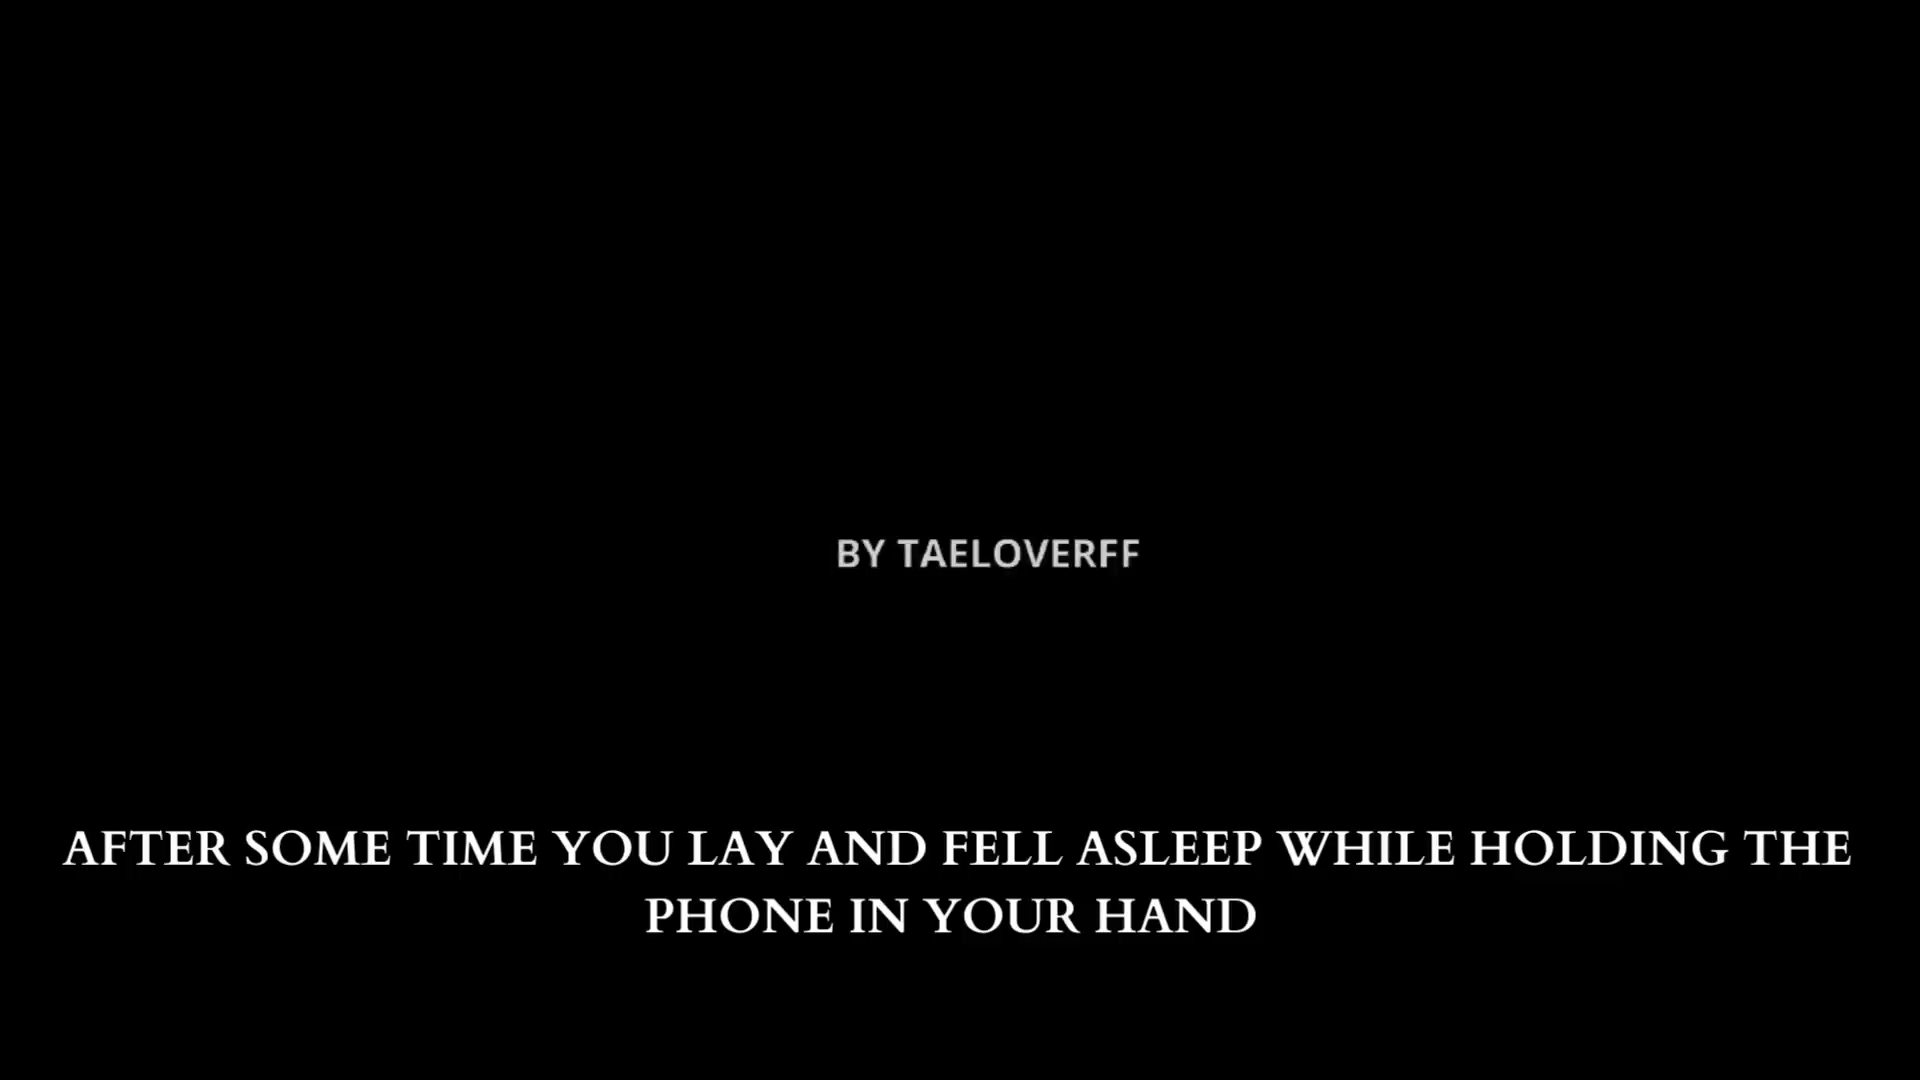 BY TAELOVERFF
AFTER SOME TIME YOU LAY AND FELL ASLEEP WHILE HOLDING THE
PHONE IN YOUR HAND